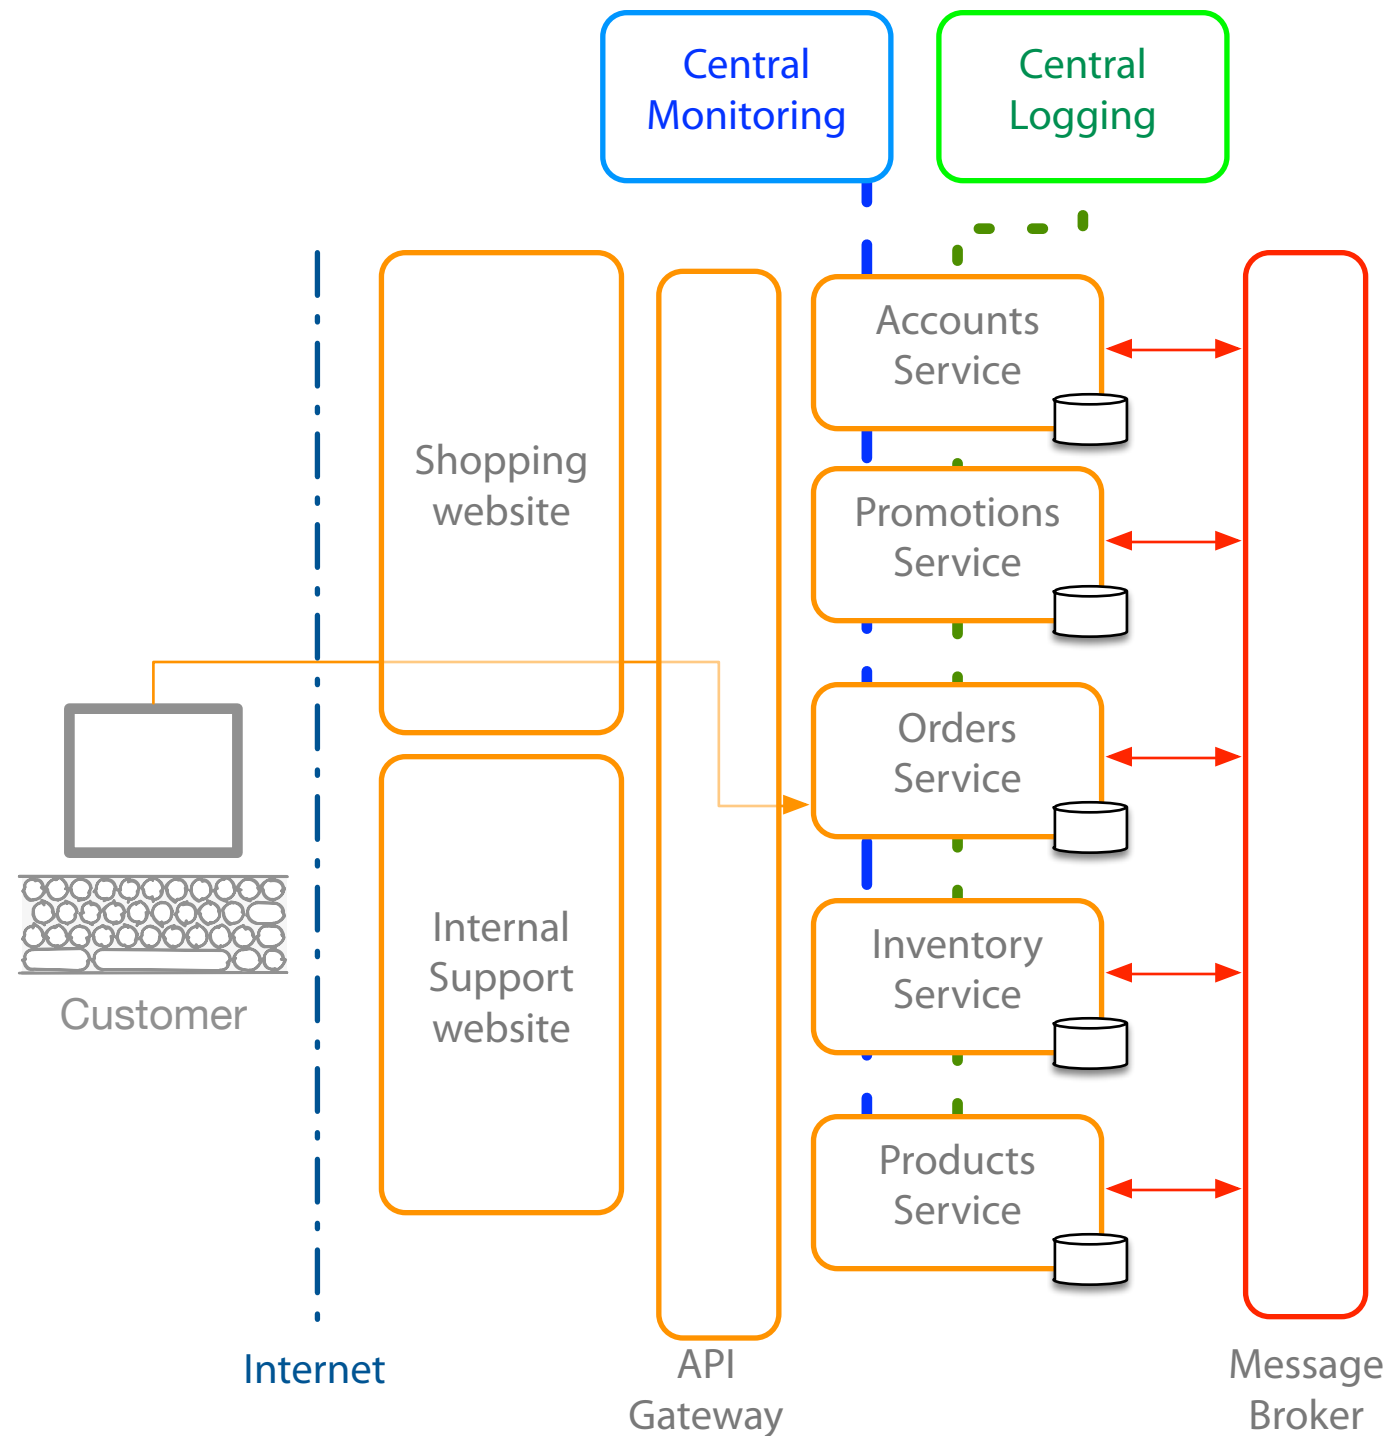 Central
Monitoring
Central
Logging
Shopping
website
Internal
Support
website
Accounts
Service
Promotions
Service
Orders
Service
Inventory
Service
Products
Service
Customer
Internet
API
Gateway
Message
Broker